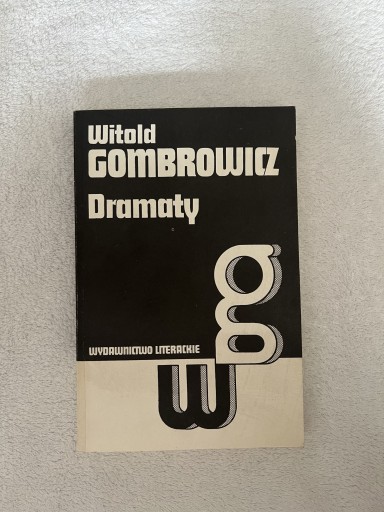 Witold
GOMBROWICZ
Dramaty
WYDAWNICTWO LITERACKIE
wg